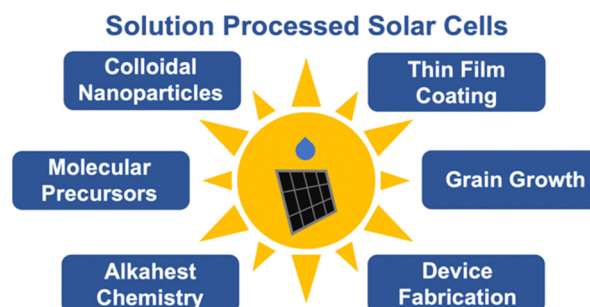 Solution Processed Solar Cells
Colloidal
Nanoparticles
Thin Film
Coating
Molecular
Precursors
Grain Growth
Alkahest
Chemistry
Device
Fabrication